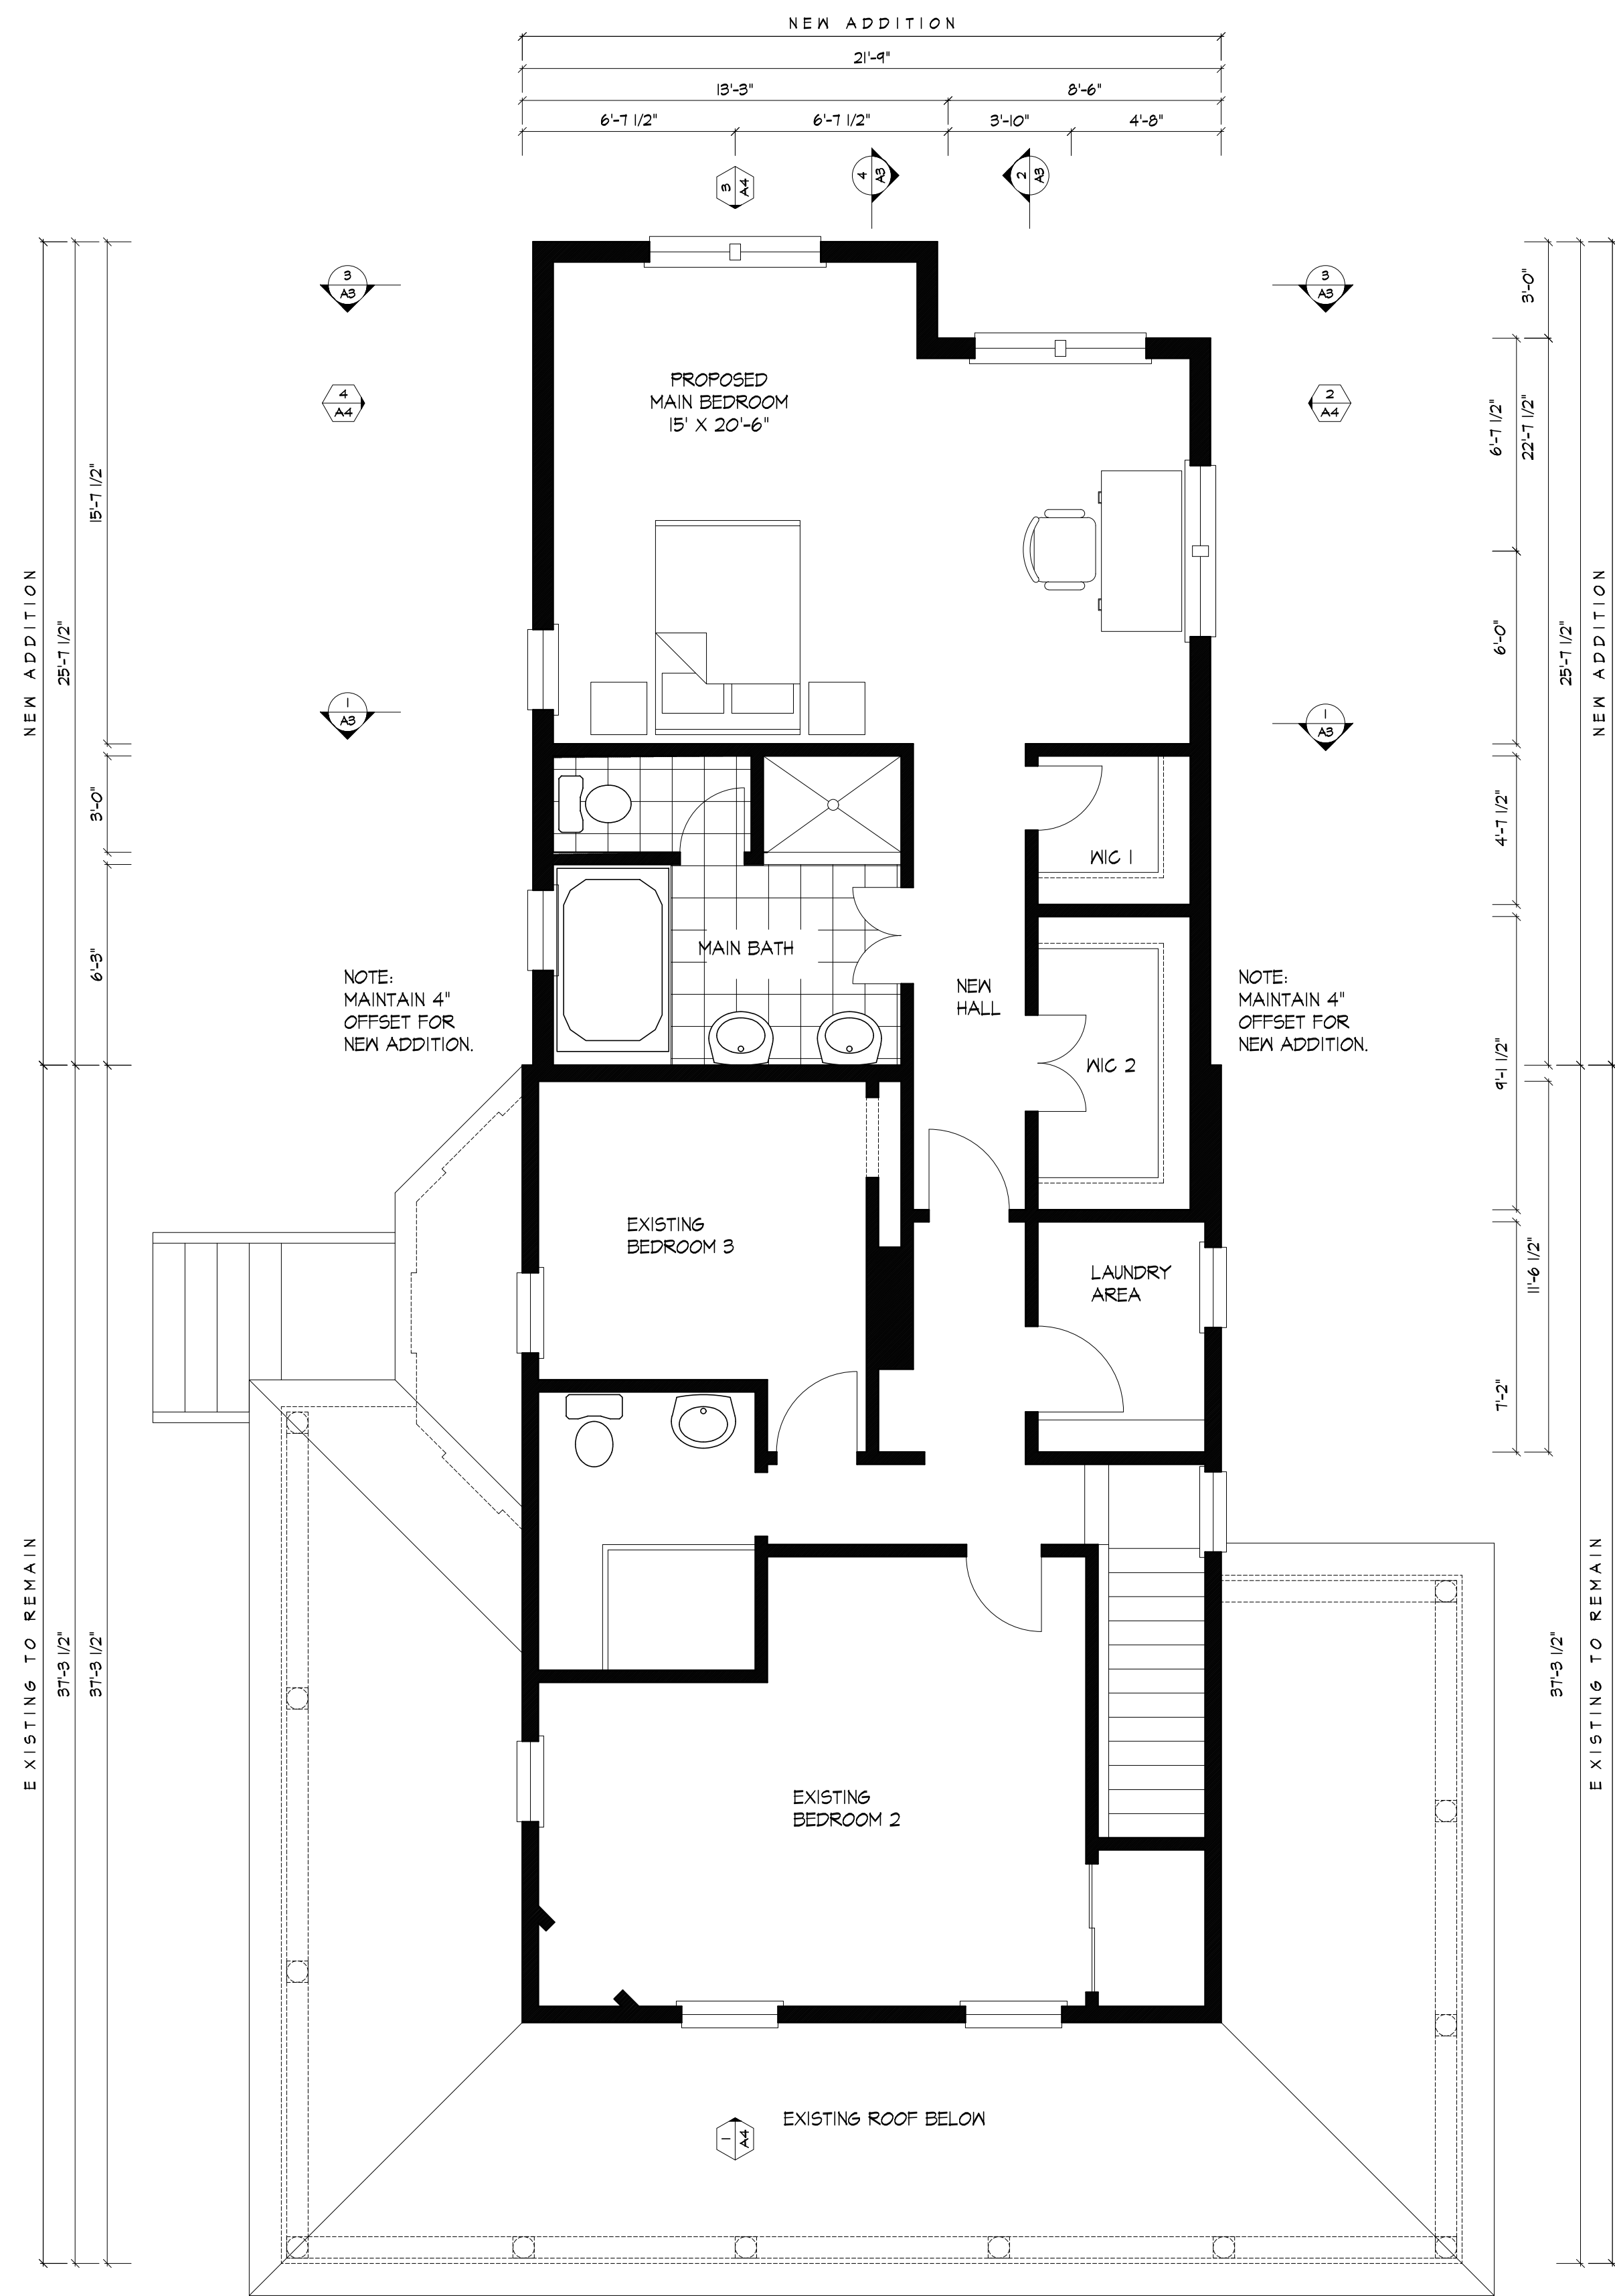 NEW ADDITION
21'-9"
13'-3"
8'-6"
6'-7 1/2"
6'-7 1/2"
3'-10"
4'-8"
3
A4
4
A3
2
A3
3
A3
3
A3
3'-0"
4
A4
2
A4
PROPOSED
MAIN BEDROOM
15' X 20'-6"
6'-7 1/2"
22'-7 1/2"
15'-7 1/2"
NEW ADDITION
25'-7 1/2"
6'-0"
25'-7 1/2"
NEW ADDITION
1
A3
1
A3
3'-0"
4'-7 1/2"
WIC 1
6'-3"
MAIN BATH
NEW
HALL
NOTE:
MAINTAIN 4"
OFFSET FOR
NEW ADDITION.
NOTE:
MAINTAIN 4"
OFFSET FOR
NEW ADDITION.
WIC 2
9'-1 1/2"
EXISTING
BEDROOM 3
LAUNDRY
AREA
11'-6 1/2"
7'-2"
EXISTING TO REMAIN
37'-3 1/2"
37'-3 1/2"
37'-3 1/2"
EXISTING TO REMAIN
EXISTING
BEDROOM 2
1
A4
EXISTING ROOF BELOW